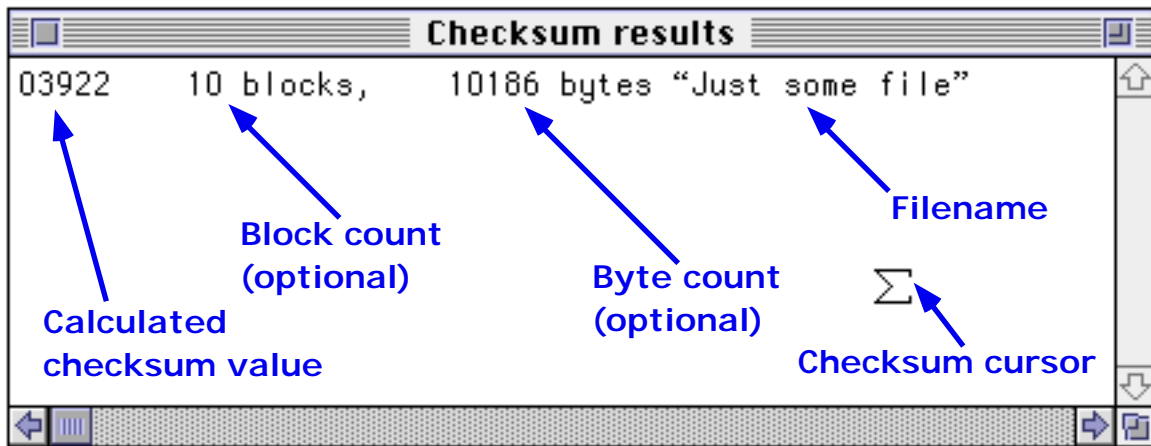 Checksum results
03922 10 blocks, 10186 bytes “Just some file”
Filename
Block count
(optional)
Byte count
(optional)
Σ
Calculated
checksum value
Checksum cursor